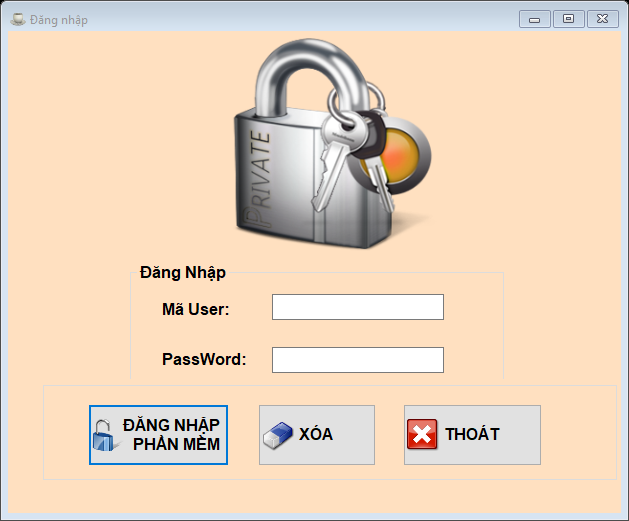 Đăng nhập
PRIVATE
Đăng Nhập
Mã User:
PassWord:
ĐĂNG NHẬP
PHẦN MỀM
XÓA
THOÁT